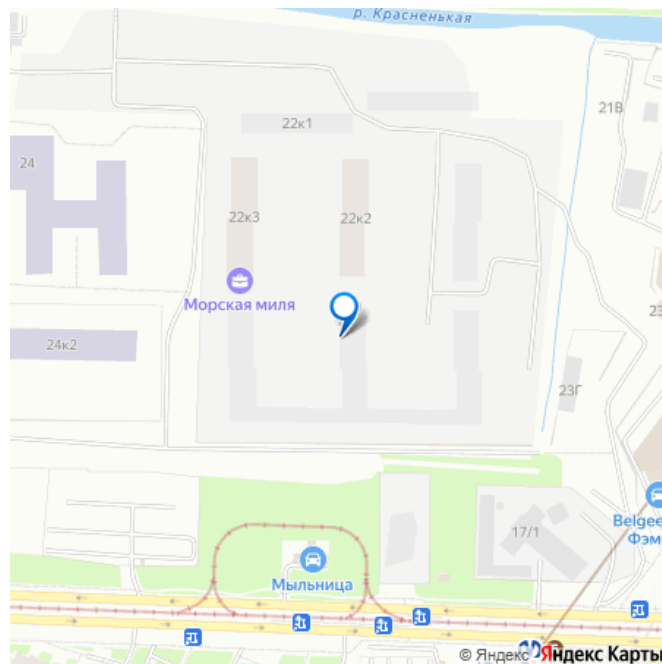 р. Красненькая
21В
22к1
24
22к3
22к2
Морская миля
23
24к2
23Г
17/1
Belgee
Фэм
Мыльница
© Яндекс Яндекс Карты